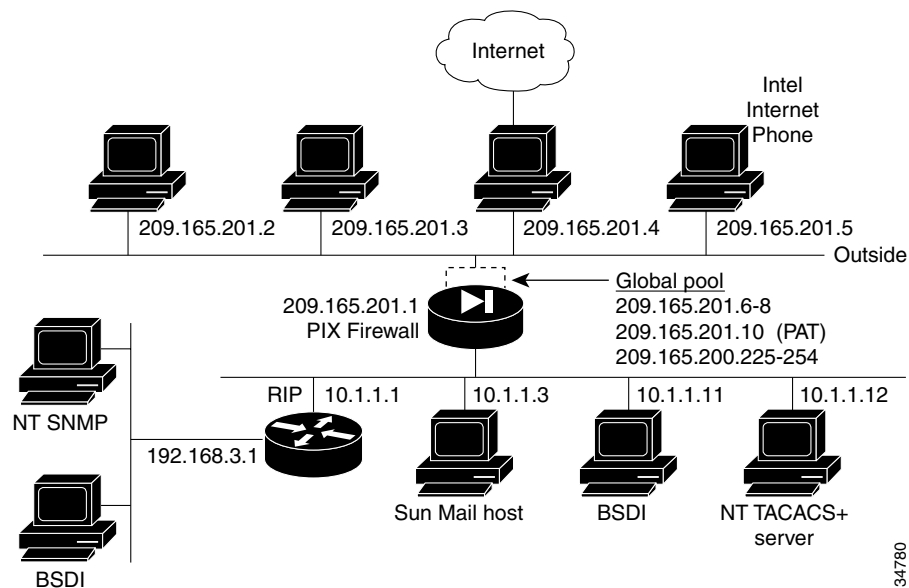 Internet
Intel
Internet
Phone
209.165.201.2
209.165.201.3
209.165.201.4
209.165.201.5
Outside
209.165.201.1
PIX Firewall
Global pool
209.165.201.6-8
209.165.201.10 (PAT)
209.165.200.225-254
RIP
10.1.1.1
10.1.1.3
10.1.1.11
10.1.1.12
NT SNMP
192.168.3.1
Sun Mail host
BSDI
NT TACACS+
server
BSDI
34780